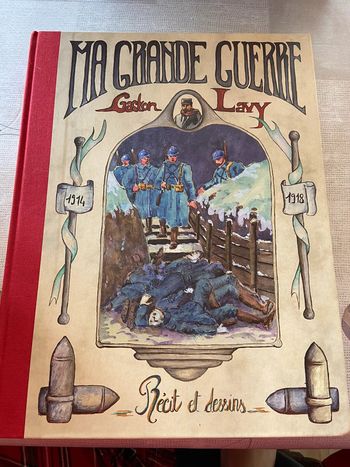 MA GRANDE GUERRE
Gaston Lavy
1914
1918
Récit et dessins